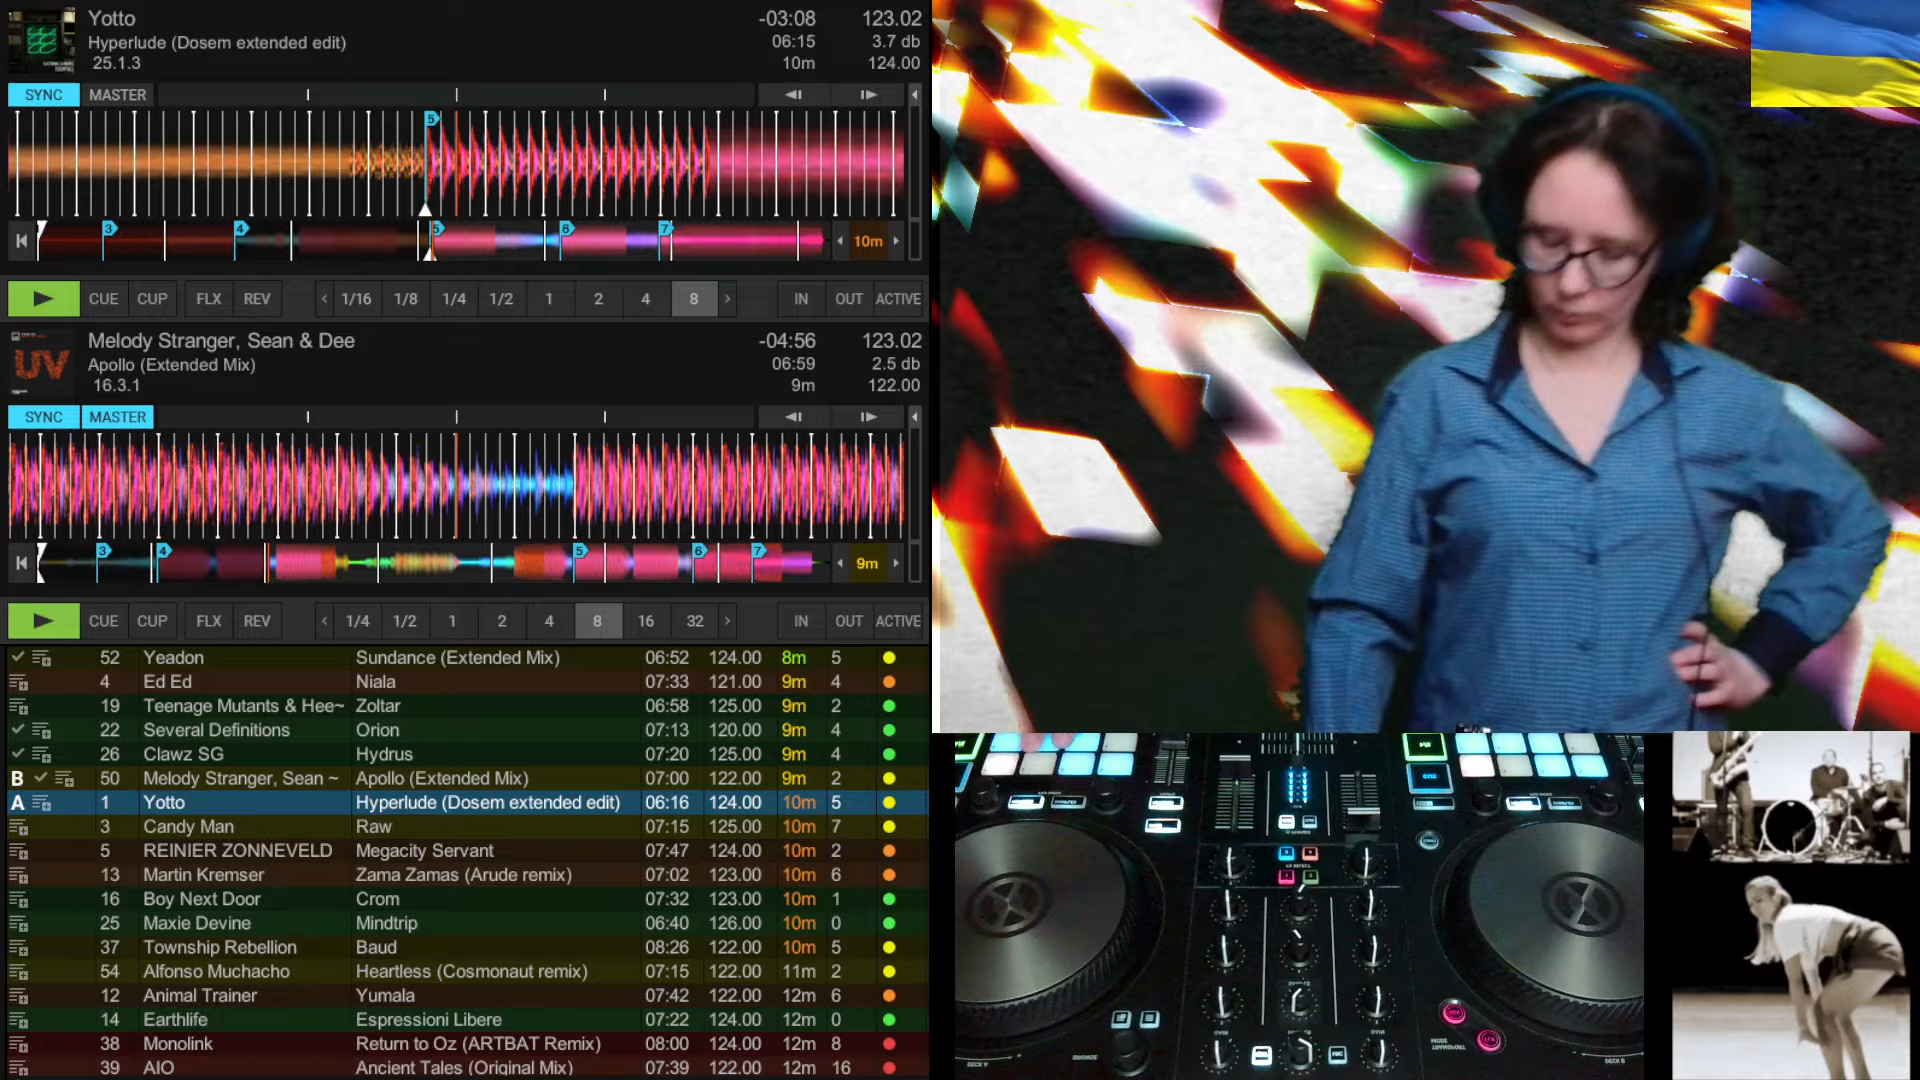 Yotto -03:08 123.02
Hyperlude (Dosem extended edit) 06:15 3.7 db
25.1.3 10m 124.00
SYNC MASTER
5
3 4 5 6 7 10m
CUE CUP FLX REV 1/16 1/8 1/4 1/2 1 2 4 8 IN OUT ACTIVE
UV
Melody Stranger, Sean & Dee -04:56 123.02
Apollo (Extended Mix) 06:59 2.5 db
16.3.1 9m 122.00
SYNC MASTER
3 4 5 6 7 9m
CUE CUP FLX REV 1/4 1/2 1 2 4 8 16 32 IN OUT ACTIVE
52 Yeadon Sundance (Extended Mix) 06:52 124.00 8m 5
4 Ed Ed Niala 07:33 121.00 9m 4
19 Teenage Mutants & Hee~ Zoltar 06:58 125.00 9m 2
22 Several Definitions Orion 07:13 120.00 9m 4
26 Clawz SG Hydrus 07:20 125.00 9m 4
B 50 Melody Stranger, Sean ~ Apollo (Extended Mix) 07:00 122.00 9m 2
A 1 Yotto Hyperlude (Dosem extended edit) 06:16 124.00 10m 5
3 Candy Man Raw 07:15 125.00 10m 7
5 REINIER ZONNEVELD Megacity Servant 07:47 124.00 10m 2
13 Martin Kremser Zama Zamas (Arude remix) 07:02 123.00 10m 6
16 Boy Next Door Crom 07:32 123.00 10m 1
25 Maxie Devine Mindtrip 06:40 126.00 10m 0
37 Township Rebellion Baud 08:26 122.00 10m 5
54 Alfonso Muchacho Heartless (Cosmonaut remix) 07:15 122.00 11m 2
12 Animal Trainer Yumala 07:42 122.00 12m 6
14 Earthlife Espressioni Libere 07:22 124.00 12m 0
38 Monolink Return to Oz (ARTBAT Remix) 08:00 124.00 12m 8
39 AIO Ancient Tales (Original Mix) 07:39 122.00 12m 16